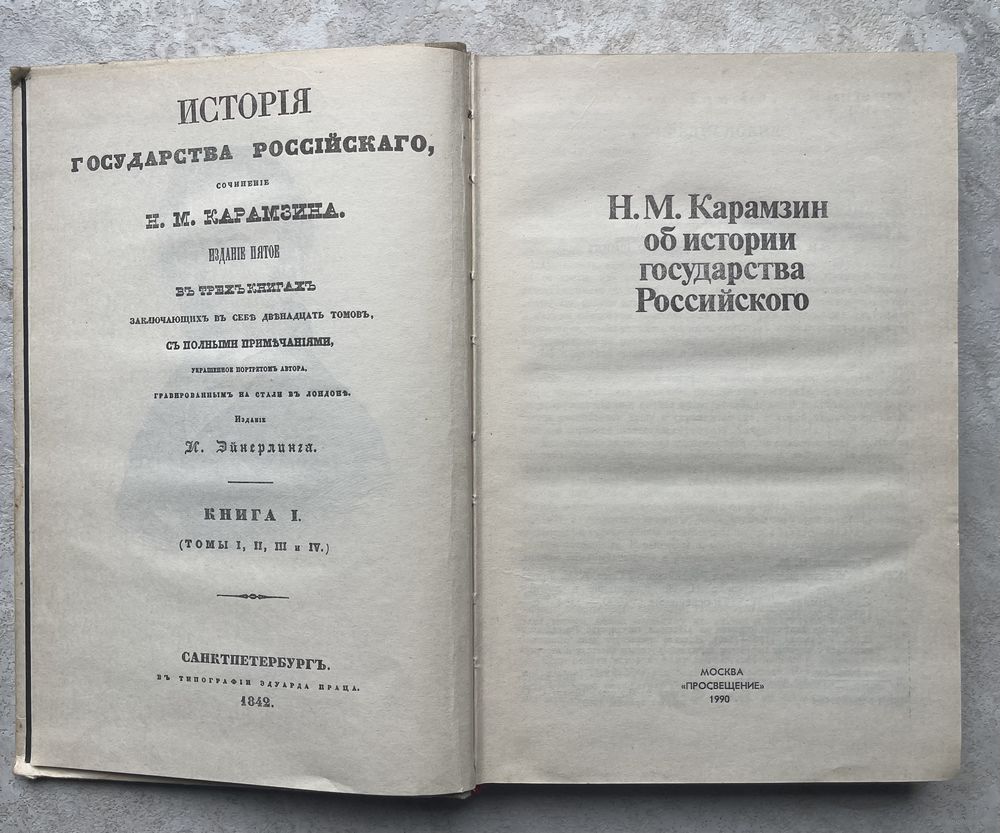 ИСТОРІЯ
ГОСУДАРСТВА РОССІЙСКАГО,
СОЧИНЕНІЕ
Н. М. КАРАМЗИНА.
ИЗДАНІЕ ПЯТОЕ
ВЪ ТРЕХЪ КНИГАХЪ
ЗАКЛЮЧАЮЩИХЪ ВЪ СЕБѢ ДВѢНАДЦАТЬ ТОМОВЪ,
СЪ ПОЛНЫМИ ПРИМѢЧАНІЯМИ,
УКРАШЕННОЕ ПОРТРЕТОМЪ АВТОРА,
ГРАВИРОВАННЫМЪ НА СТАЛИ ВЪ ЛОНДОНѢ.
Изданіе
И. Эйнерлинга.
КНИГА I.
(ТОМЫ I, II, III и IV.)
САНКТПЕТЕРБУРГЪ.
ВЪ ТИПОГРАФІИ ЭДУАРДА ПРАЦА.
1842.
Н. М. Карамзин
об истории
государства
Российского
МОСКВА
«ПРОСВЕЩЕНИЕ»
1990